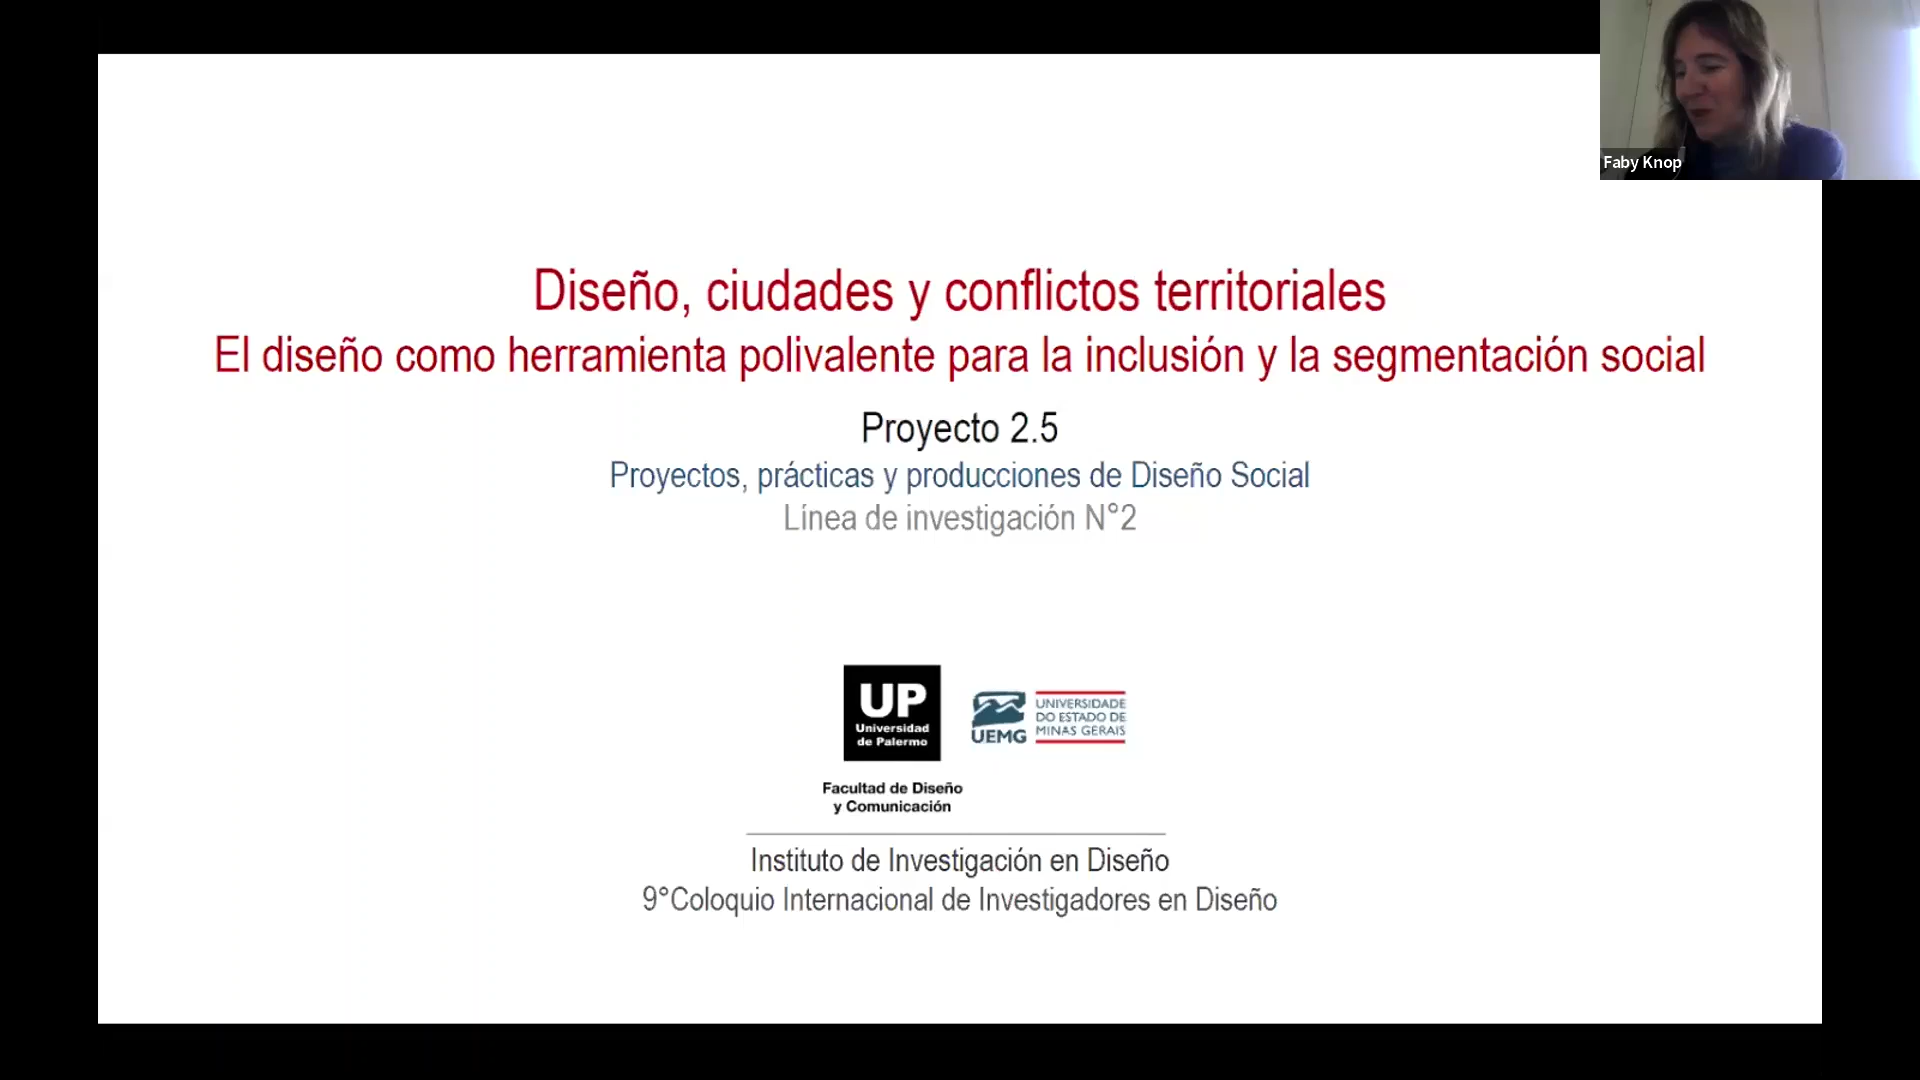 Faby Knop
Diseño, ciudades y conflictos territoriales
El diseño como herramienta polivalente para la inclusión y la segmentación social
Proyecto 2.5
Proyectos, prácticas y producciones de Diseño Social
Línea de investigación N°2
UP
Universidad
de Palermo
Facultad de Diseño
y Comunicación
UEMG
UNIVERSIDADE
DO ESTADO DE
MINAS GERAIS
Instituto de Investigación en Diseño
9°Coloquio Internacional de Investigadores en Diseño